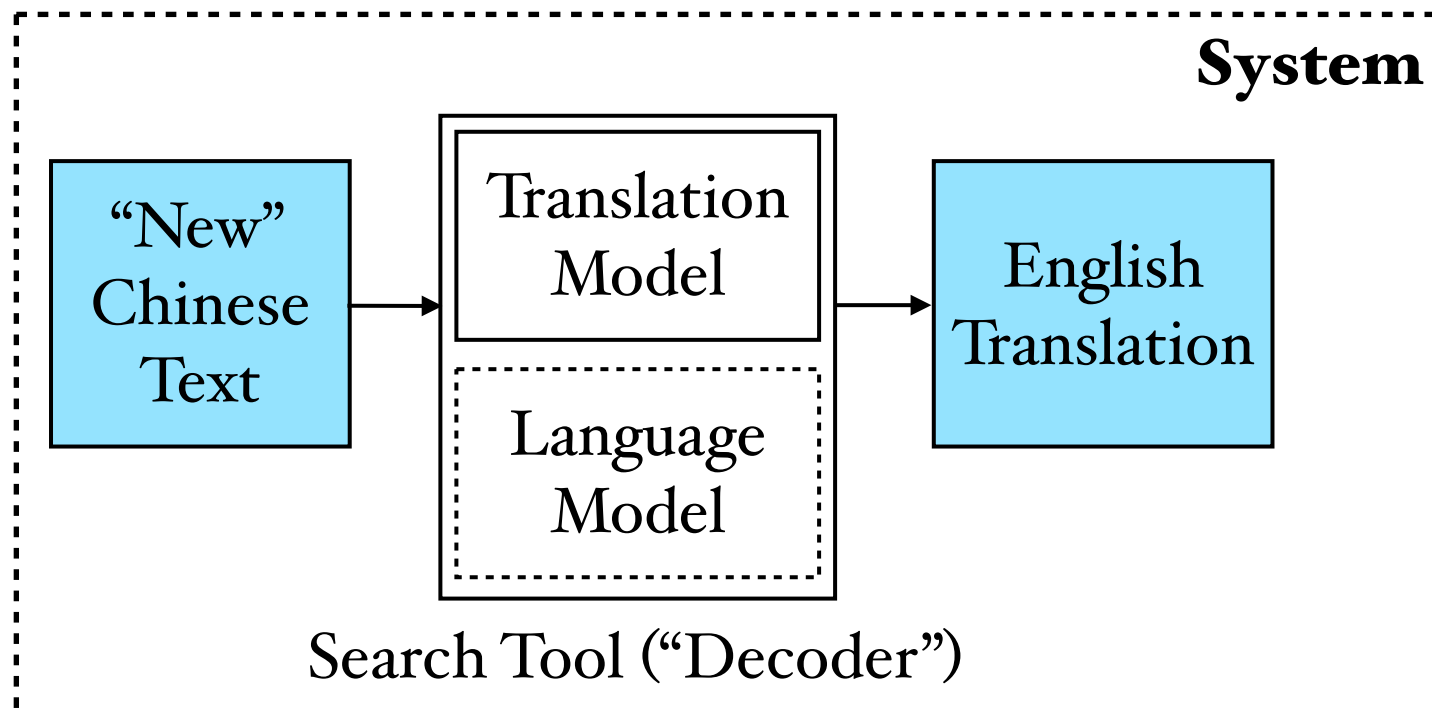 System
“New”
Chinese
Text
Translation
Model
Language
Model
English
Translation
Search Tool (“Decoder”)